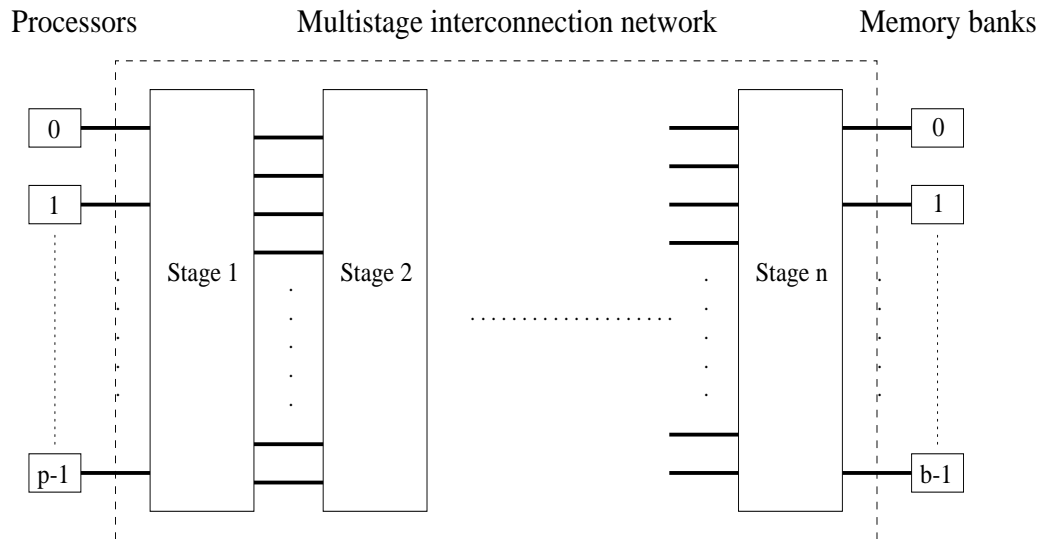 Processors Multistage interconnection network Memory banks
0 0
1 1
Stage 1 Stage 2 Stage n
p-1 b-1